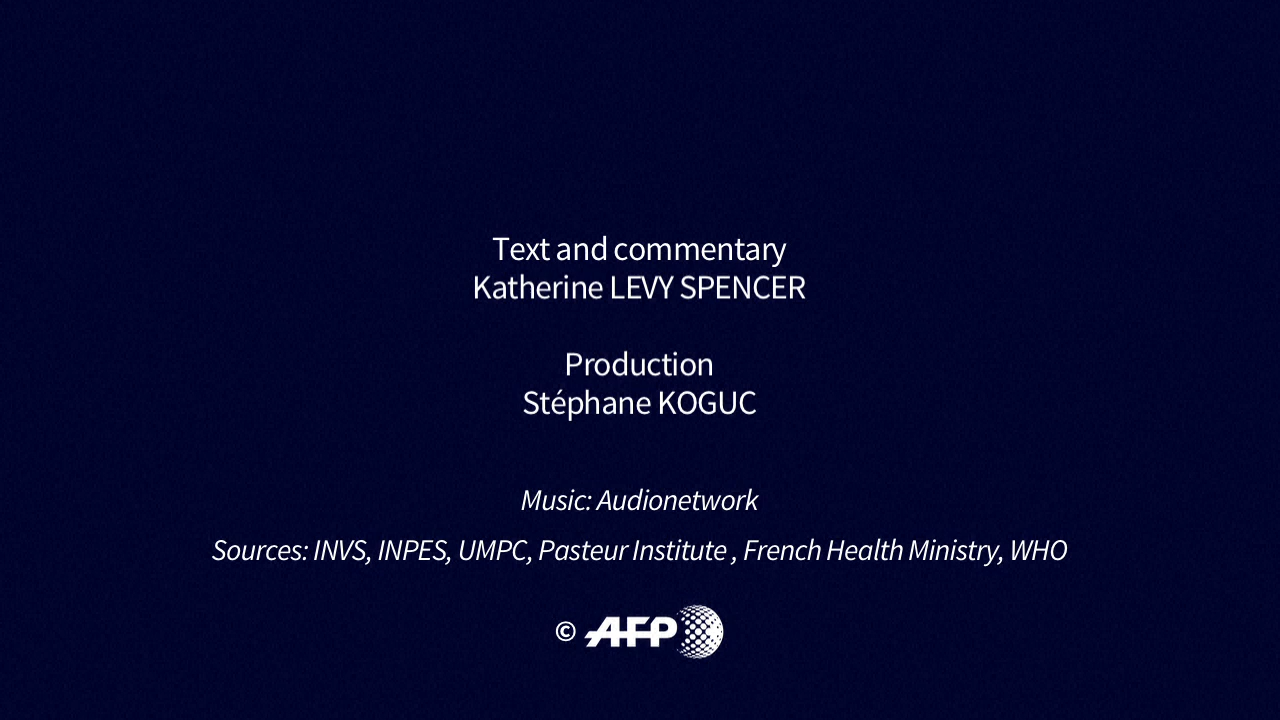 Text and commentary
Katherine LEVY SPENCER
Production
Stéphane KOGUC
Music: Audionetwork
Sources: INVS, INPES, UMPC, Pasteur Institute , French Health Ministry, WHO
© AFP